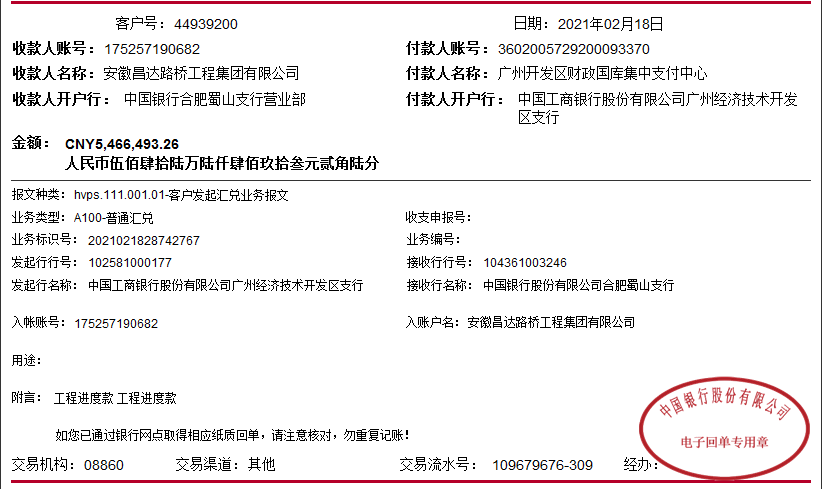 客户号：44939200 日期：2021年02月18日
收款人账号：175257190682 付款人账号：3602005729200093370
收款人名称：安徽昌达路桥工程集团有限公司 付款人名称：广州开发区财政国库集中支付中心
收款人开户行：中国银行合肥蜀山支行营业部 付款人开户行：中国工商银行股份有限公司广州经济技术开发
区支行
金额：CNY5,466,493.26
人民币伍佰肆拾陆万陆仟肆佰玖拾叁元贰角陆分
报文种类：hvps.111.001.01-客户发起汇兑业务报文
业务类型：A100-普通汇兑 收支申报号：
业务标识号：2021021828742767 业务编号：
发起行行号：102581000177 接收行行号：104361003246
发起行名称：中国工商银行股份有限公司广州经济技术开发区支行 接收行名称：中国银行股份有限公司合肥蜀山支行
入帐账号：175257190682 入账户名：安徽昌达路桥工程集团有限公司
用途：
附言：工程进度款 工程进度款
中国银行股份有限公司
电子回单专用章
如您已通过银行网点取得相应纸质回单，请注意核对，勿重复记账！
交易机构：08860 交易渠道：其他 交易流水号：109679676-309 经办：